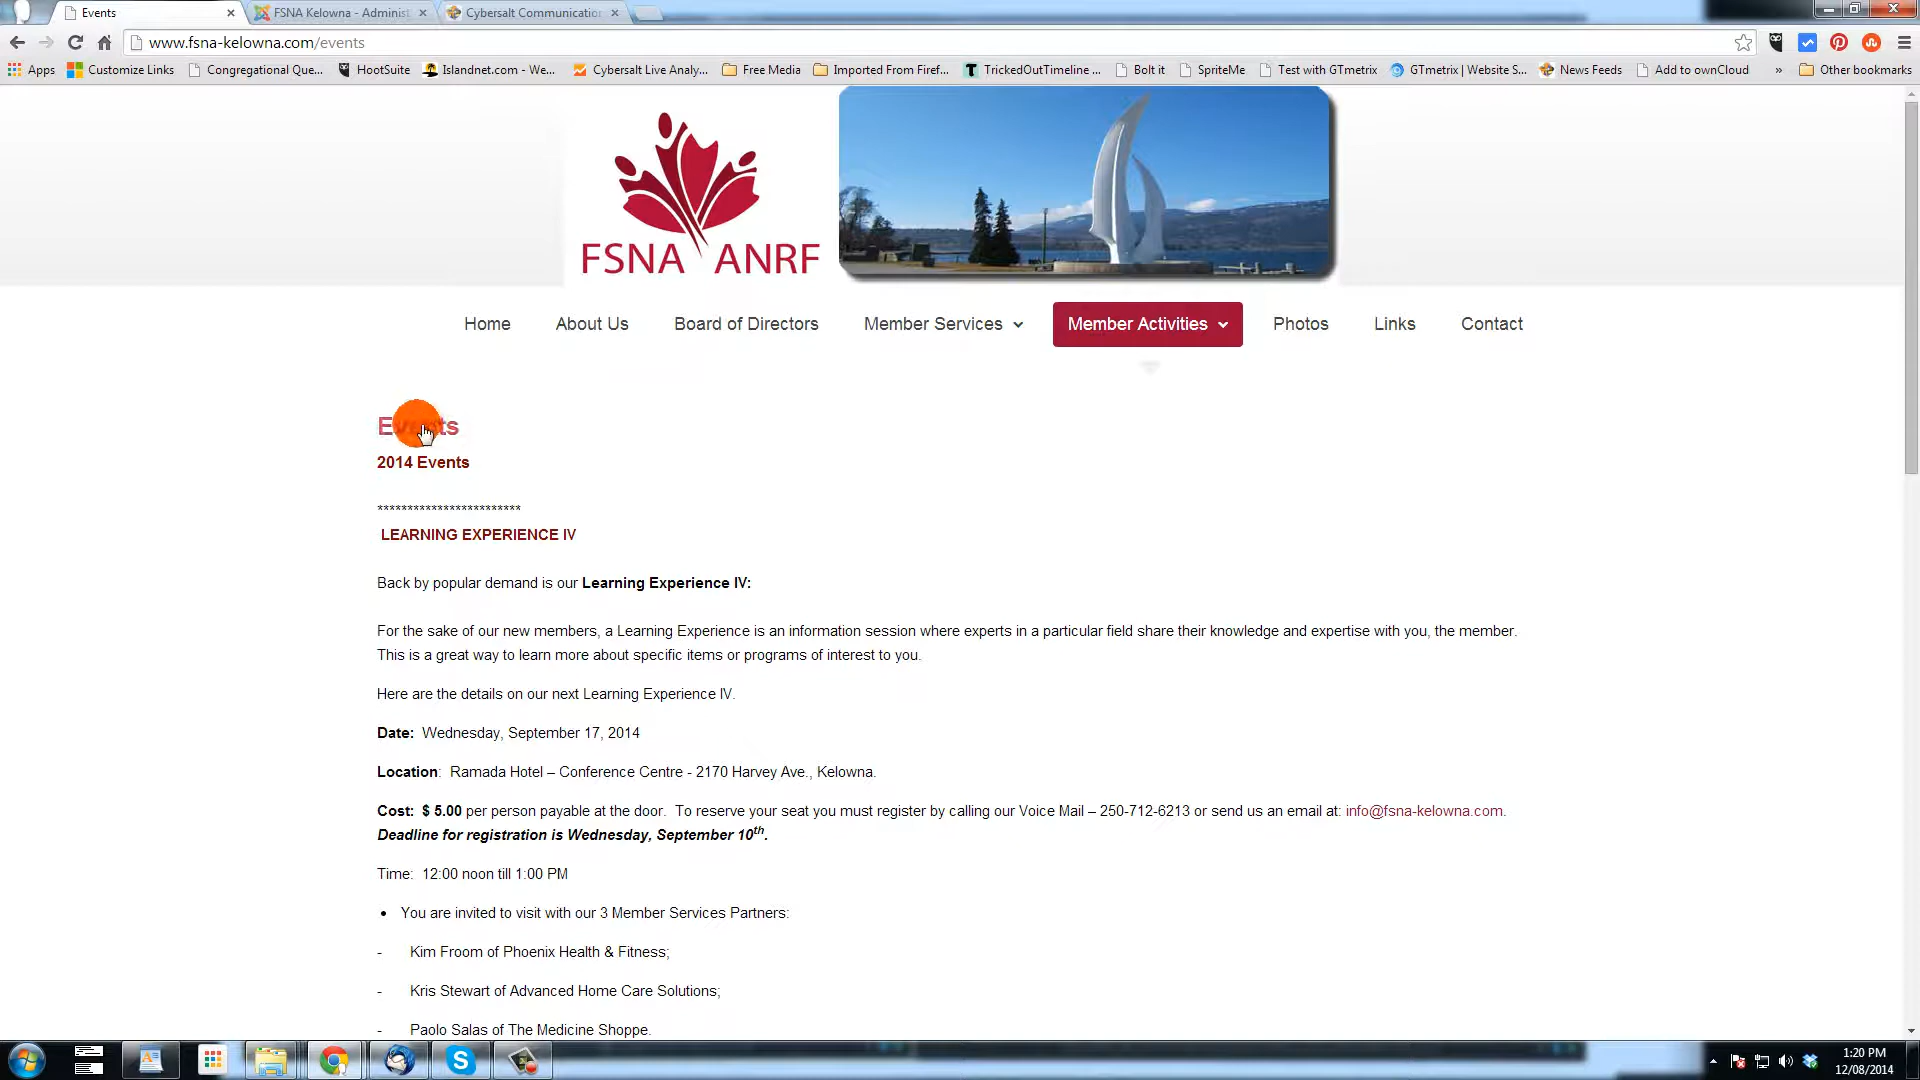 Events
FSNA Kelowna - Administ
Cybersalt Communication
www.fsna-kelowna.com/events
Apps
Customize Links
Congregational Que...
HootSuite
Islandnet.com - We...
Cybersalt Live Analy...
Free Media
Imported From Firef...
TrickedOutTimeline ...
Bolt it
SpriteMe
Test with GTmetrix
GTmetrix | Website S...
News Feeds
Add to ownCloud
»
Other bookmarks
FSNA ANRF
Home
About Us
Board of Directors
Member Services
Member Activities
Photos
Links
Contact
Events
2014 Events
************************
LEARNING EXPERIENCE IV
Back by popular demand is our Learning Experience IV:
For the sake of our new members, a Learning Experience is an information session where experts in a particular field share their knowledge and expertise with you, the member.
This is a great way to learn more about specific items or programs of interest to you.
Here are the details on our next Learning Experience IV.
Date: Wednesday, September 17, 2014
Location: Ramada Hotel – Conference Centre - 2170 Harvey Ave., Kelowna.
Cost: $ 5.00 per person payable at the door. To reserve your seat you must register by calling our Voice Mail – 250-712-6213 or send us an email at: info@fsna-kelowna.com.
Deadline for registration is Wednesday, September 10th.
Time: 12:00 noon till 1:00 PM
• You are invited to visit with our 3 Member Services Partners:
- Kim Froom of Phoenix Health & Fitness;
- Kris Stewart of Advanced Home Care Solutions;
- Paolo Salas of The Medicine Shoppe.
1:20 PM
12/08/2014